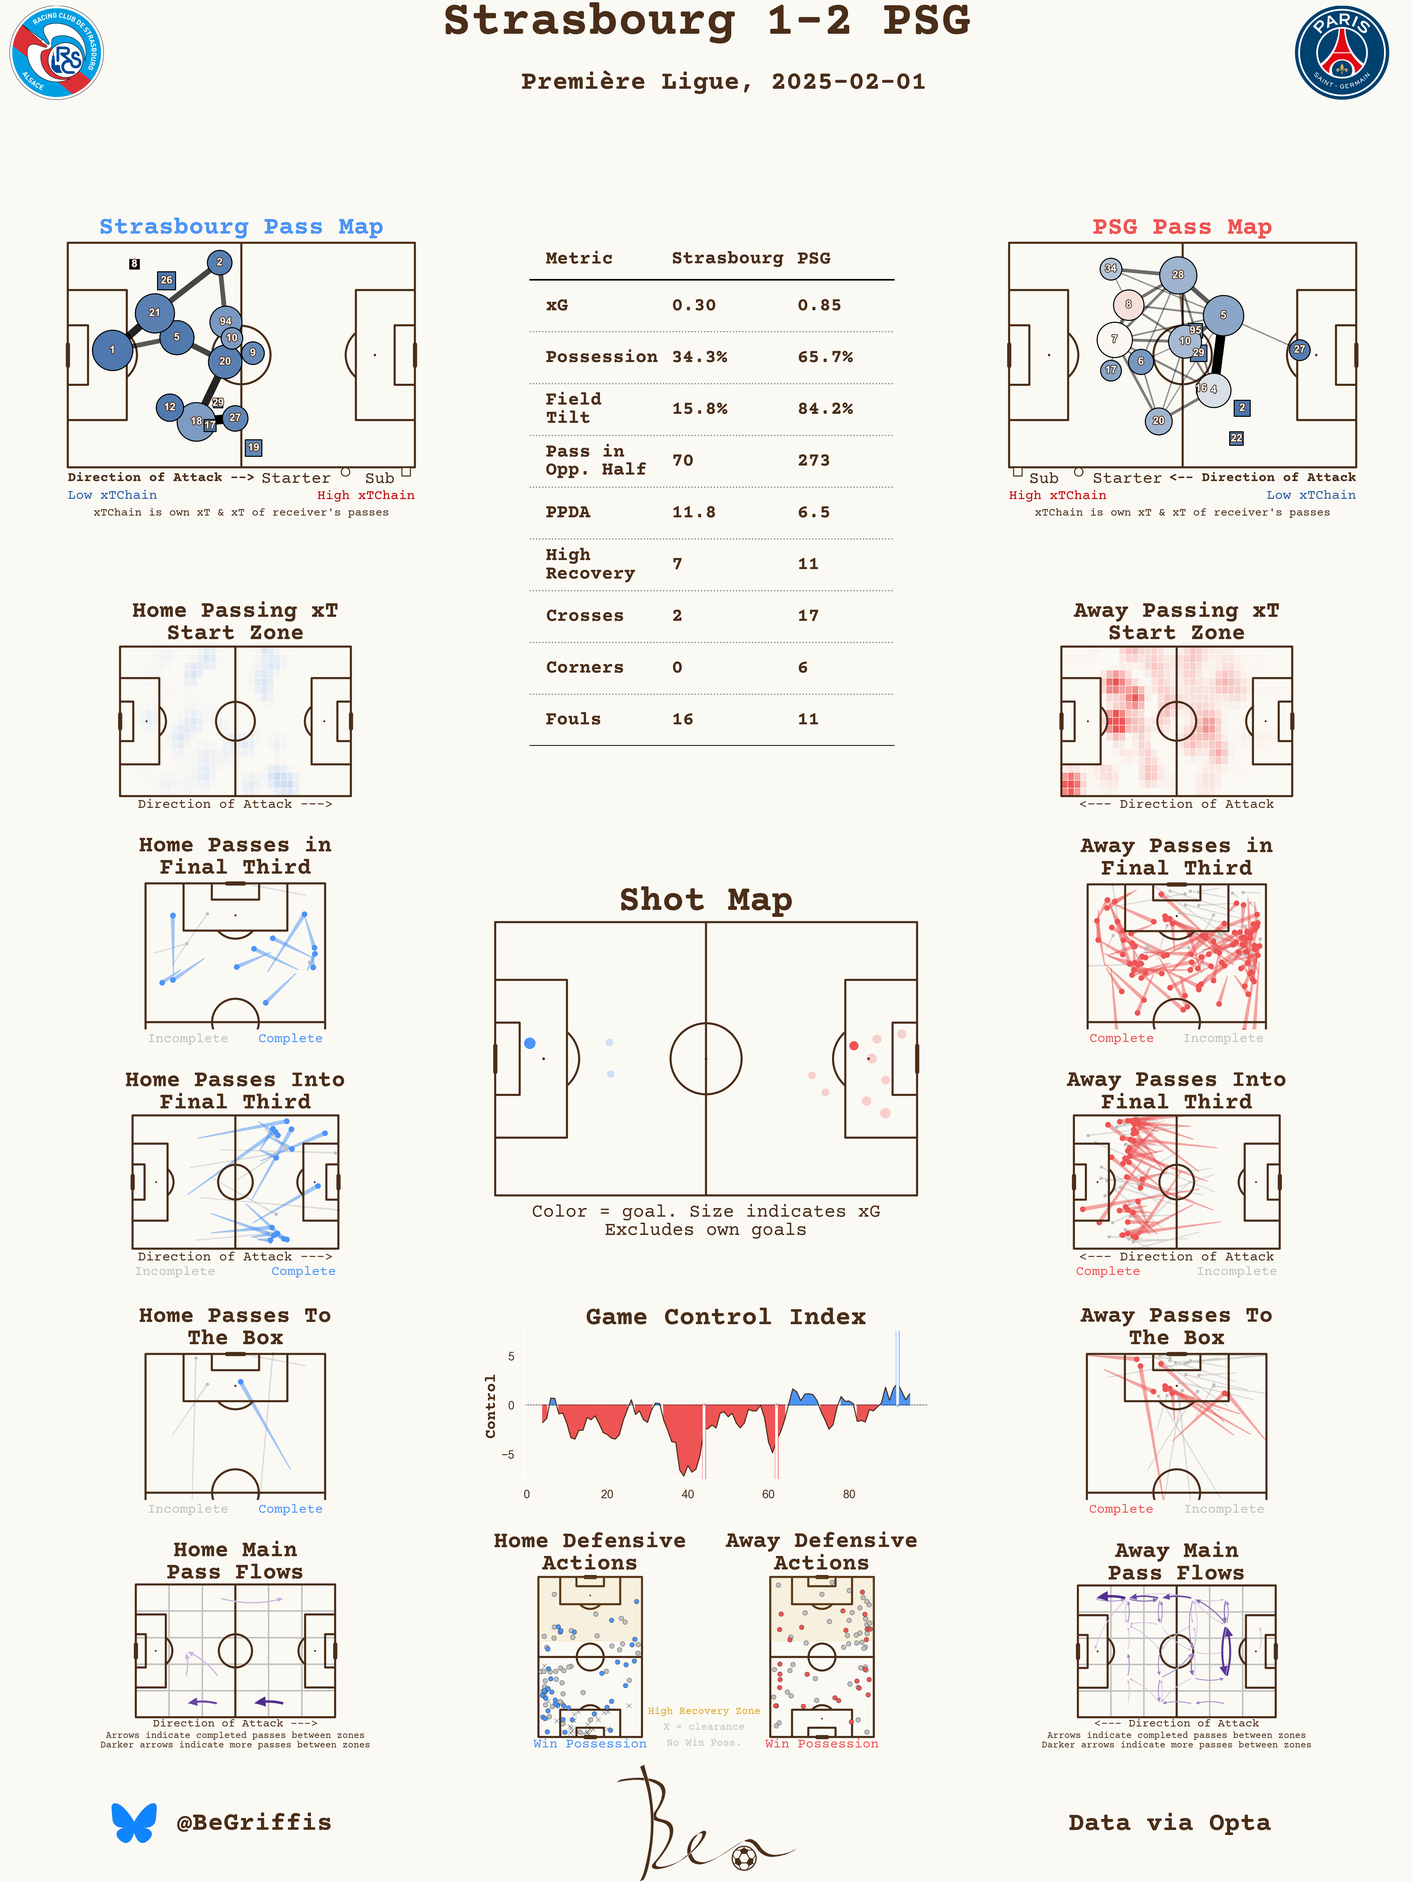 Strasbourg 1-2 PSG
Première Ligue, 2025-02-01
RACING CLUB DE STRASBOURG
ALSACE
RCS
PARIS
SAINT-GERMAIN
Strasbourg Pass Map
8
26
2
21
94
5
10
1
9
20
12
29
18
17
27
19
Direction of Attack --> Starter Sub
Low xTChain High xTChain
xTChain is own xT & xT of receiver's passes
Metric Strasbourg PSG
xG 0.30 0.85
Possession 34.3% 65.7%
Field
Tilt 15.8% 84.2%
Pass in
Opp. Half 70 273
PPDA 11.8 6.5
High
Recovery 7 11
Crosses 2 17
Corners 0 6
Fouls 16 11
PSG Pass Map
34
28
8
5
95
7
10
29
27
6
17
16
4
2
20
22
Sub Starter <-- Direction of Attack
High xTChain Low xTChain
xTChain is own xT & xT of receiver's passes
Home Passing xT
Start Zone
Direction of Attack --->
Away Passing xT
Start Zone
<--- Direction of Attack
Home Passes in
Final Third
Incomplete Complete
Away Passes in
Final Third
Complete Incomplete
Shot Map
Color = goal. Size indicates xG
Excludes own goals
Home Passes Into
Final Third
Direction of Attack --->
Incomplete Complete
Away Passes Into
Final Third
<--- Direction of Attack
Complete Incomplete
Home Passes To
The Box
Incomplete Complete
Game Control Index
Control
5
0
−5
0 20 40 60 80
Away Passes To
The Box
Complete Incomplete
Home Main
Pass Flows
Direction of Attack --->
Arrows indicate completed passes between zones
Darker arrows indicate more passes between zones
Home Defensive
Actions
Win Possession
High Recovery Zone
X = clearance
No Win Poss.
Away Defensive
Actions
Win Possession
Away Main
Pass Flows
<--- Direction of Attack
Arrows indicate completed passes between zones
Darker arrows indicate more passes between zones
@BeGriffis
Ben
Data via Opta